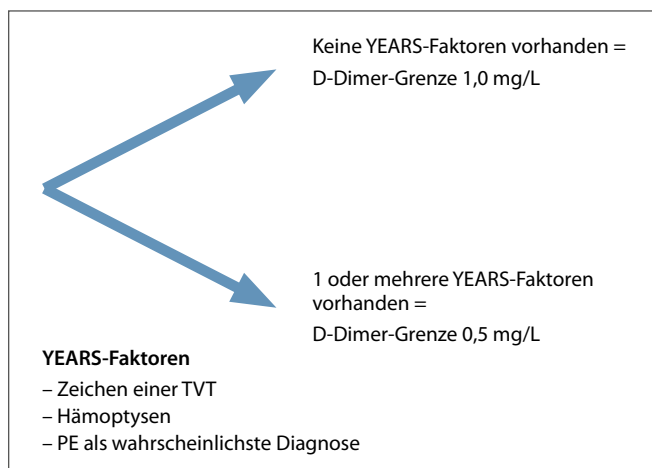 Keine YEARS-Faktoren vorhanden =
D-Dimer-Grenze 1,0 mg/L
1 oder mehrere YEARS-Faktoren
vorhanden =
D-Dimer-Grenze 0,5 mg/L
YEARS-Faktoren
– Zeichen einer TVT
– Hämoptysen
– PE als wahrscheinlichste Diagnose